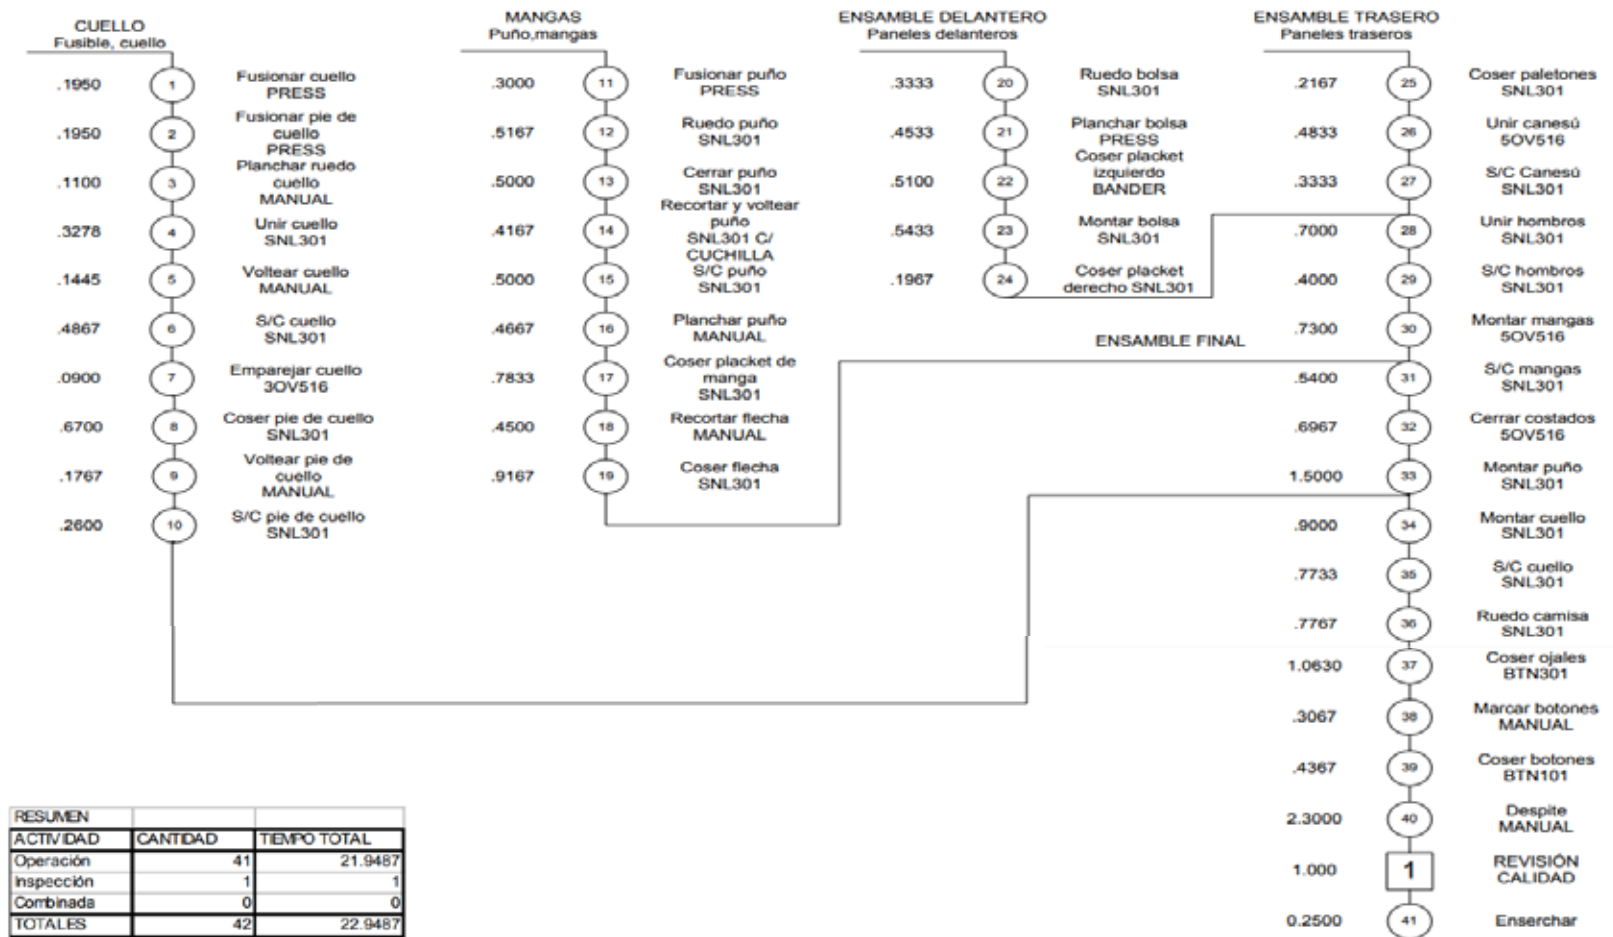 CUELLO
Fusible, cuello
.1950 1 Fusionar cuello
PRESS
.1950 2 Fusionar pie de
cuello
PRESS
.1100 3 Planchar ruedo
cuello
MANUAL
.3278 4 Unir cuello
SNL301
.1445 5 Voltear cuello
MANUAL
.4867 6 S/C cuello
SNL301
.0900 7 Emparejar cuello
3OV516
.6700 8 Coser pie de cuello
SNL301
.1767 9 Voltear pie de
cuello
MANUAL
.2600 10 S/C pie de cuello
SNL301
MANGAS
Puño,mangas
.3000 11 Fusionar puño
PRESS
.5167 12 Ruedo puño
SNL301
.5000 13 Cerrar puño
SNL301
.4167 14 Recortar y voltear
puño
SNL301 C/
CUCHILLA
.5000 15 S/C puño
SNL301
.4667 16 Planchar puño
MANUAL
.7833 17 Coser placket de
manga
SNL301
.4500 18 Recortar flecha
MANUAL
.9167 19 Coser flecha
SNL301
ENSAMBLE DELANTERO
Paneles delanteros
.3333 20 Ruedo bolsa
SNL301
.4533 21 Planchar bolsa
PRESS
.5100 22 Coser placket
izquierdo
BANDER
.5433 23 Montar bolsa
SNL301
.1967 24 Coser placket
derecho SNL301
ENSAMBLE TRASERO
Paneles traseros
.2167 25 Coser paletones
SNL301
.4833 26 Unir canesú
5OV516
.3333 27 S/C Canesú
SNL301
.7000 28 Unir hombros
SNL301
.4000 29 S/C hombros
SNL301
ENSAMBLE FINAL
.7300 30 Montar mangas
5OV516
.5400 31 S/C mangas
SNL301
.6967 32 Cerrar costados
5OV516
1.5000 33 Montar puño
SNL301
.9000 34 Montar cuello
SNL301
.7733 35 S/C cuello
SNL301
.7767 36 Ruedo camisa
SNL301
1.0630 37 Coser ojales
BTN301
.3067 38 Marcar botones
MANUAL
.4367 39 Coser botones
BTN101
2.3000 40 Despite
MANUAL
1.000 1 REVISIÓN
CALIDAD
0.2500 41 Enserchar
RESUMEN
ACTIVIDAD CANTIDAD TIEMPO TOTAL
Operación 41 21.9487
Inspección 1 1
Combinada 0 0
TOTALES 42 22.9487